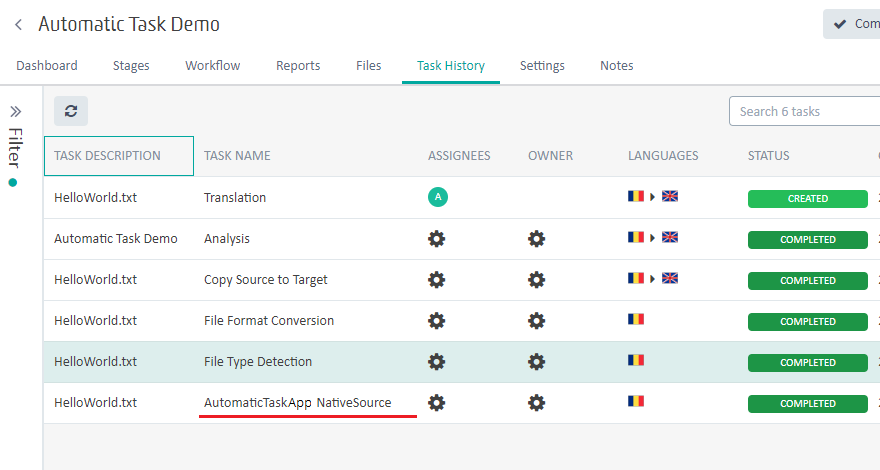 Automatic Task Demo
Dashboard Stages Workflow Reports Files Task History Settings Notes
Filter
Search 6 tasks
TASK DESCRIPTION TASK NAME ASSIGNEES OWNER LANGUAGES STATUS
HelloWorld.txt Translation A CREATED
Automatic Task Demo Analysis COMPLETED
HelloWorld.txt Copy Source to Target COMPLETED
HelloWorld.txt File Format Conversion COMPLETED
HelloWorld.txt File Type Detection COMPLETED
HelloWorld.txt AutomaticTaskApp NativeSource COMPLETED